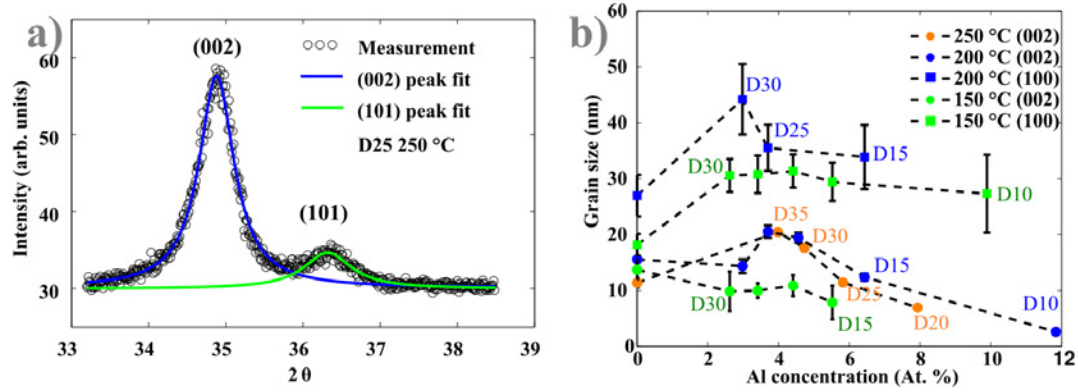 a)
(002)
Measurement
(002) peak fit
(101) peak fit
D25 250 °C
(101)
Intensity (arb. units)
60
50
40
30
33 34 35 36 37 38 39
2θ
b)
250 °C (002)
200 °C (002)
200 °C (100)
150 °C (002)
150 °C (100)
D30
D25
D15
D30
D10
D35
D30
D15
D25
D30
D15
D20
D10
Grain size (nm)
60
50
40
30
20
10
0
0 2 4 6 8 10 12
Al concentration (At. %)